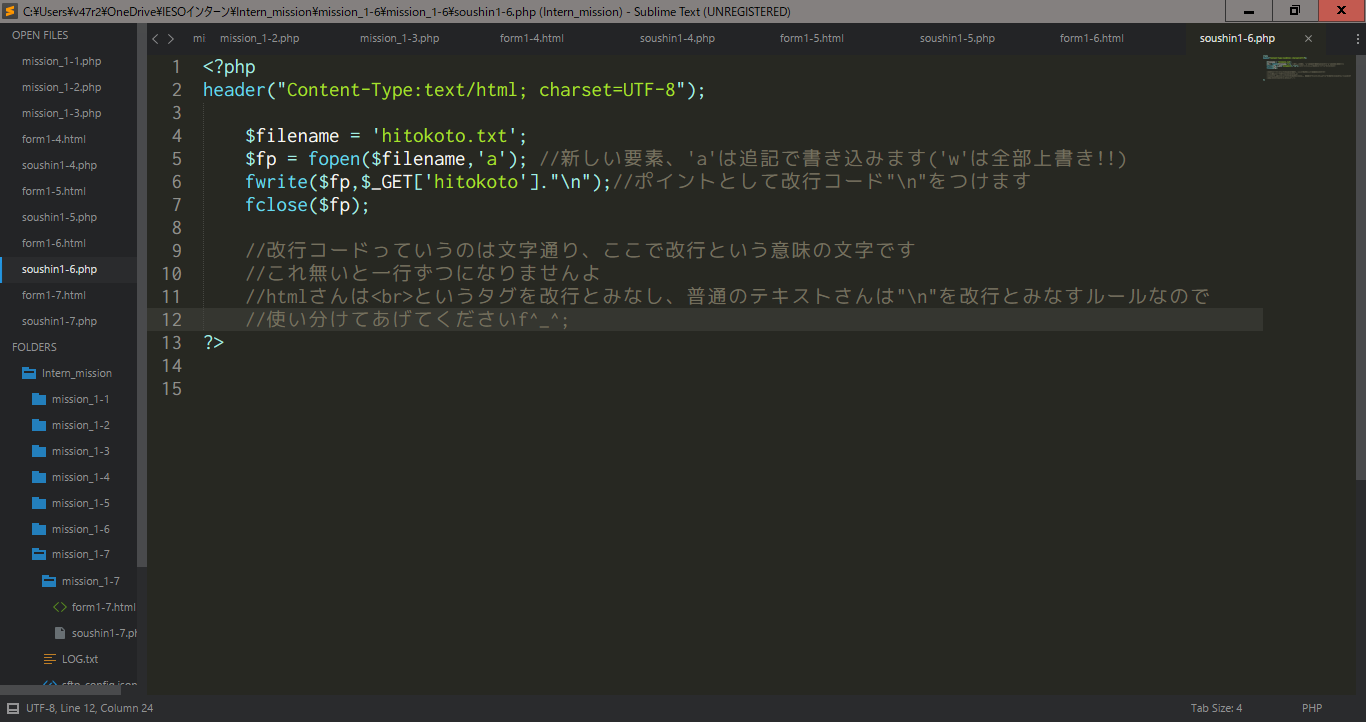 C:¥Users¥v47r2¥OneDrive¥IESOインターン¥Intern_mission¥mission_1-6¥mission_1-6¥soushin1-6.php (Intern_mission) - Sublime Text (UNREGISTERED)
OPEN FILES
mission_1-1.php
mission_1-2.php
mission_1-3.php
form1-4.html
soushin1-4.php
form1-5.html
soushin1-5.php
form1-6.html
soushin1-6.php
form1-7.html
soushin1-7.php
FOLDERS
Intern_mission
mission_1-1
mission_1-2
mission_1-3
mission_1-4
mission_1-5
mission_1-6
mission_1-7
mission_1-7
form1-7.html
soushin1-7.ph
LOG.txt
sftp-config.json
mi mission_1-2.php mission_1-3.php form1-4.html soushin1-4.php form1-5.html soushin1-5.php form1-6.html soushin1-6.php
1 <?php
2 header("Content-Type:text/html; charset=UTF-8");
3
4 $filename = 'hitokoto.txt';
5 $fp = fopen($filename,'a'); //新しい要素、'a'は追記で書き込みます('w'は全部上書き!!)
6 fwrite($fp,$_GET['hitokoto']."\n");//ポイントとして改行コード"\n"をつけます
7 fclose($fp);
8
9 //改行コードっていうのは文字通り、ここで改行という意味の文字です
10 //これ無いと一行ずつになりませんよ
11 //htmlさんは<br>というタグを改行とみなし、普通のテキストさんは"\n"を改行とみなすルールなので
12 //使い分けてあげてくださいf^_^;
13 ?>
14
15
UTF-8, Line 12, Column 24 Tab Size: 4 PHP